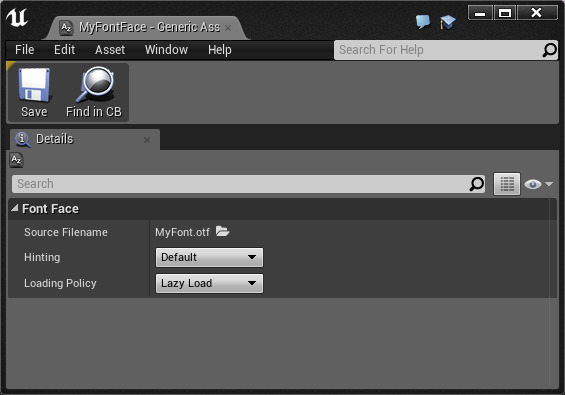 MyFontFace - Generic Ass
File Edit Asset Window Help
Search For Help
Save Find in CB
Details
Search
Font Face
Source Filename MyFont.otf
Hinting Default
Loading Policy Lazy Load